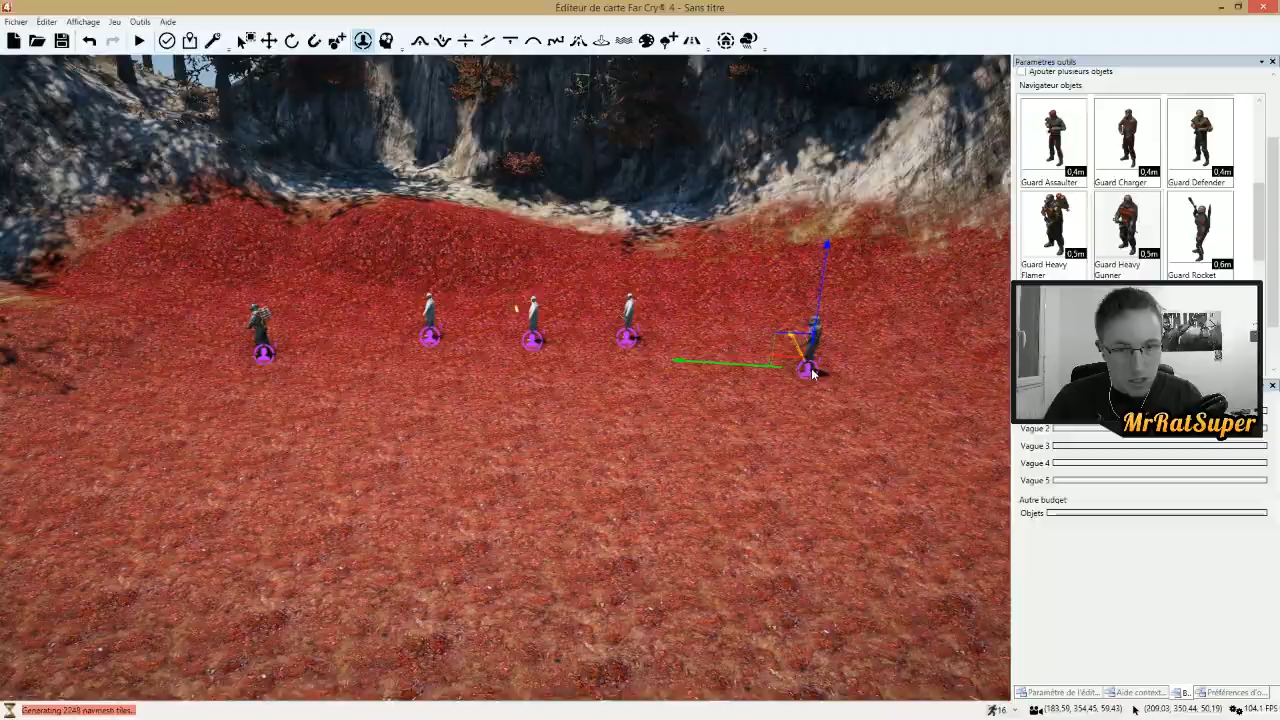 Éditeur de carte Far Cry® 4 - Sans titre
Fichier Éditer Affichage Jeu Outils Aide
Paramètres outils
Ajouter plusieurs objets
Navigateur objets
0,4m 0,4m 0,4m
Guard Assaulter Guard Charger Guard Defender
0,5m 0,5m 0,6m
Guard Heavy Flamer Guard Heavy Gunner Guard Rocket
MrRatSuper
Vague 2
Vague 3
Vague 4
Vague 5
Autre budget
Objets
Paramètre de l'édit... Aide context... B... Préférences d'o...
Generating 2248 navmesh tiles...
16 (183,59, 354,45, 59,43) (209,03, 350,44, 50,19) 104.1 FPS